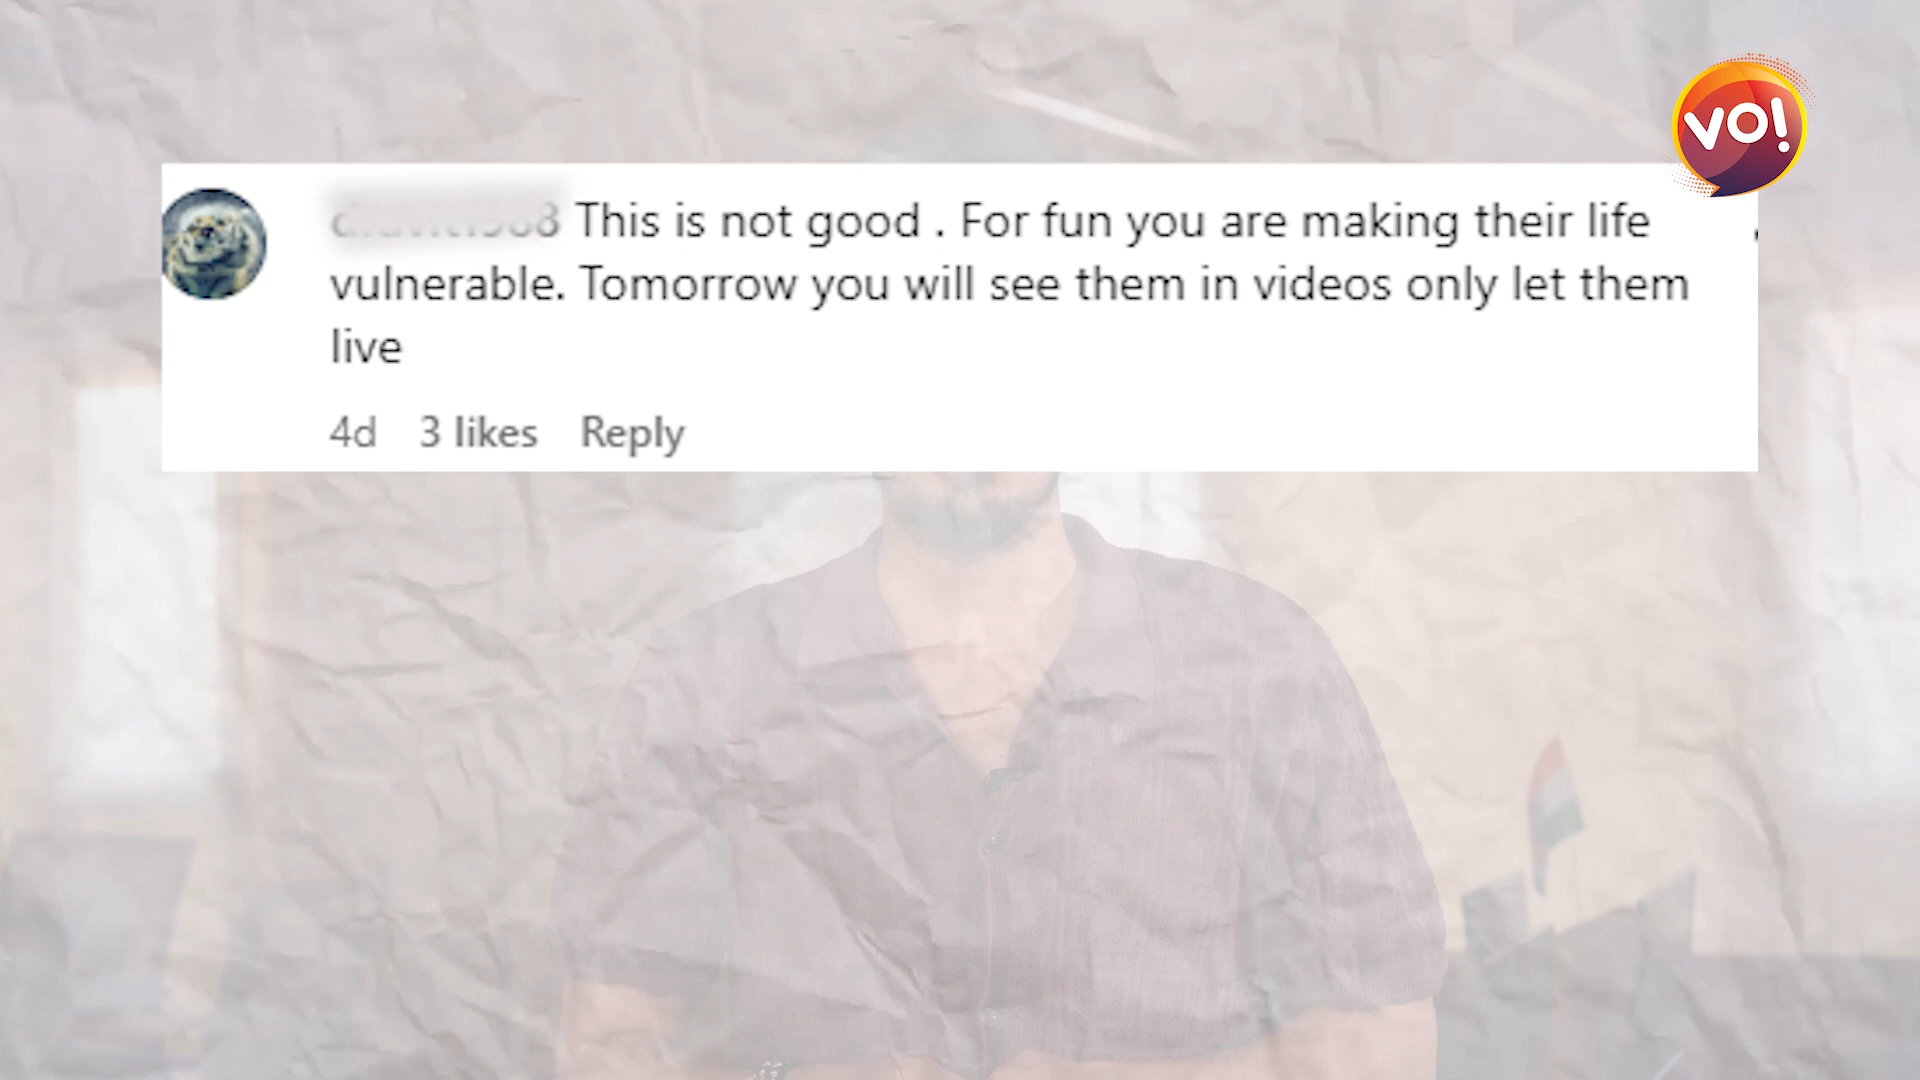 vo!
This is not good . For fun you are making their life
vulnerable. Tomorrow you will see them in videos only let them
live
4d 3 likes Reply